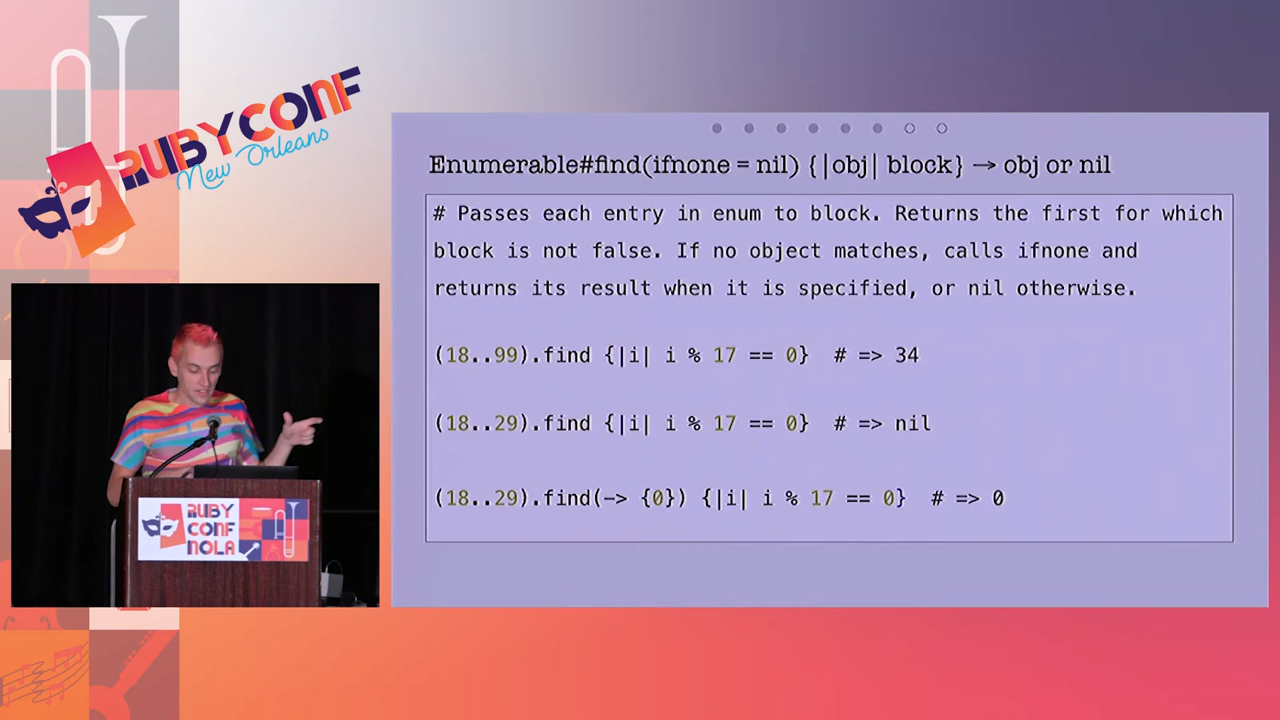 RUBYCONF
New Orleans
Enumerable#find(ifnone = nil) {|obj| block} → obj or nil
# Passes each entry in enum to block. Returns the first for which
block is not false. If no object matches, calls ifnone and
returns its result when it is specified, or nil otherwise.
(18..99).find {|i| i % 17 == 0}  # => 34
(18..29).find {|i| i % 17 == 0}  # => nil
(18..29).find(-> {0}) {|i| i % 17 == 0}  # => 0
RUBY
CONF
NOLA